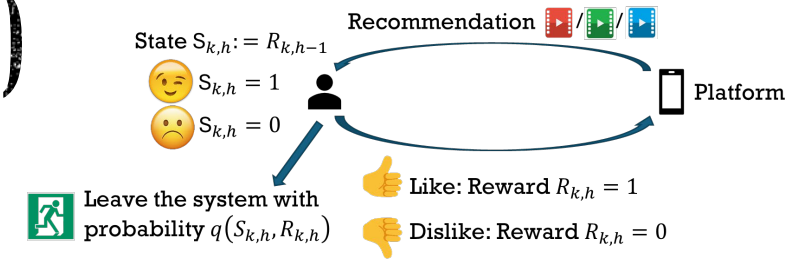 Recommendation / /
State S_{k,h}:= R_{k,h−1}
S_{k,h} = 1
S_{k,h} = 0
Platform
Leave the system with
probability q(S_{k,h}, R_{k,h})
Like: Reward R_{k,h} = 1
Dislike: Reward R_{k,h} = 0